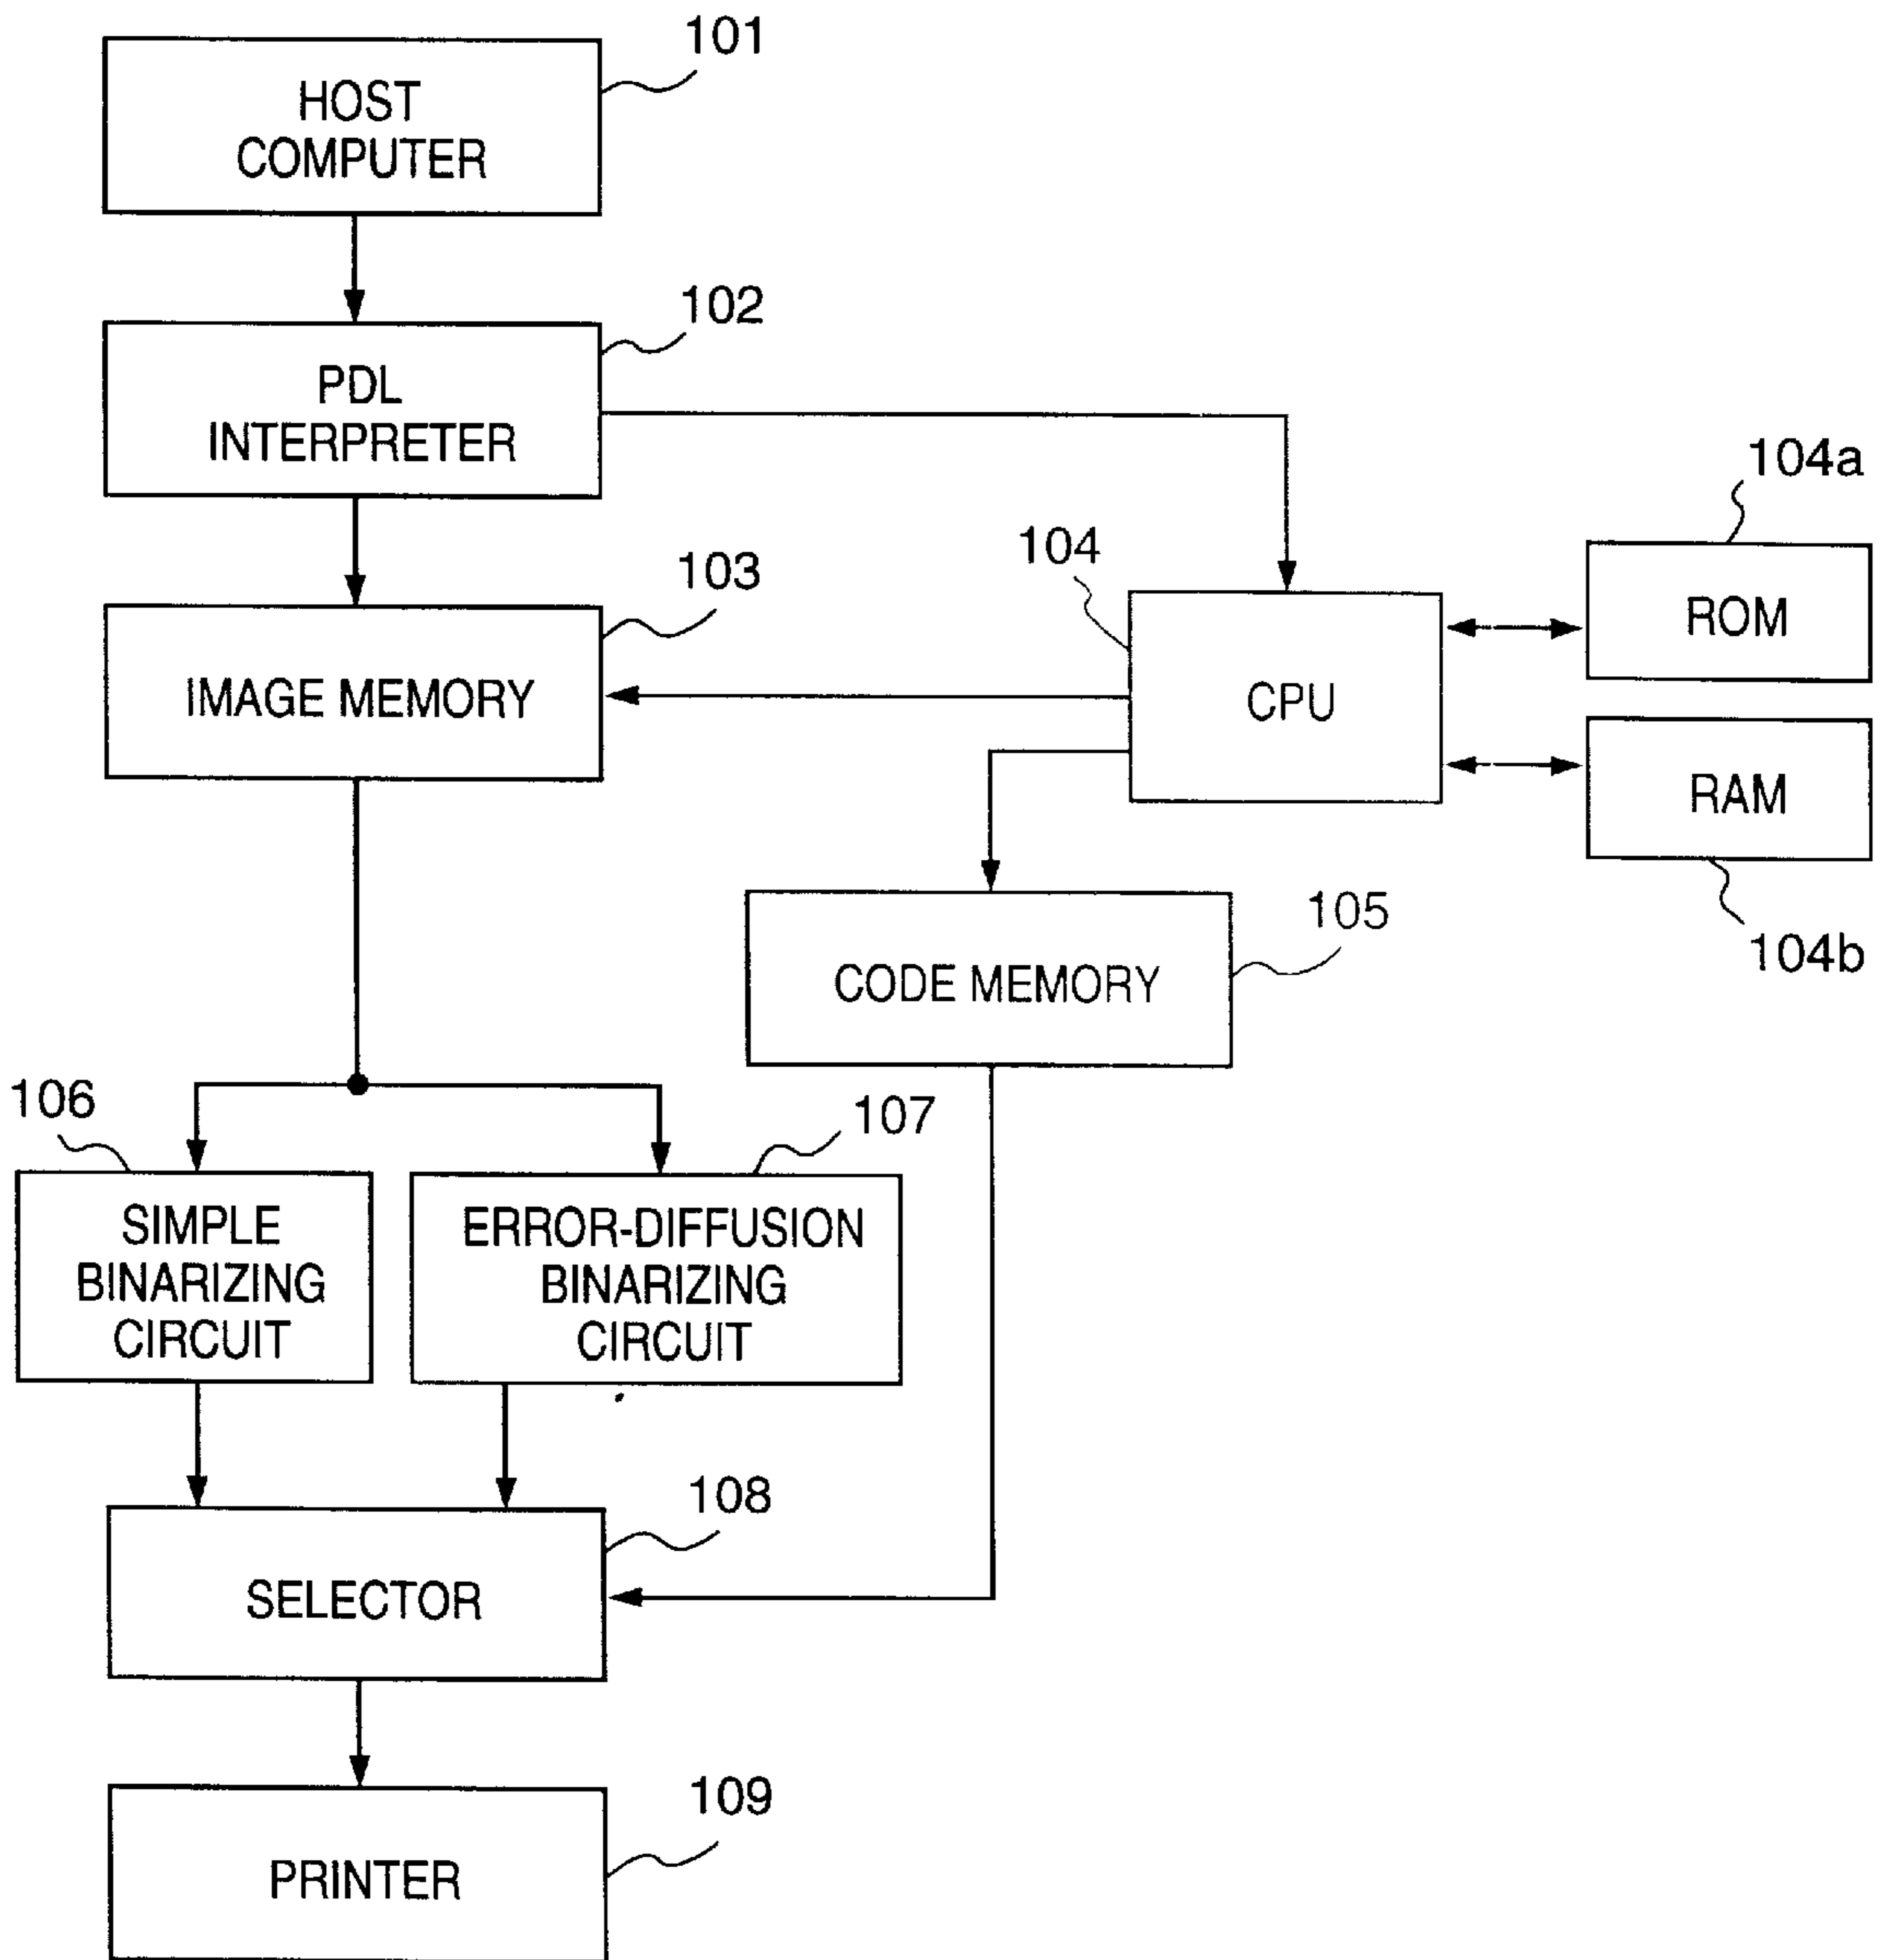 101
HOST
COMPUTER
102
PDL
INTERPRETER
104a
103
104
ROM
IMAGE MEMORY
CPU
RAM
105
104b
CODE MEMORY
106
107
SIMPLE
BINARIZING
CIRCUIT
ERROR-DIFFUSION
BINARIZING
CIRCUIT
108
SELECTOR
109
PRINTER